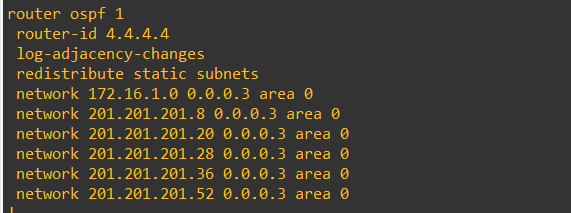 router ospf 1
router-id 4.4.4.4
log-adjacency-changes
redistribute static subnets
network 172.16.1.0 0.0.0.3 area 0
network 201.201.201.8 0.0.0.3 area 0
network 201.201.201.20 0.0.0.3 area 0
network 201.201.201.28 0.0.0.3 area 0
network 201.201.201.36 0.0.0.3 area 0
network 201.201.201.52 0.0.0.3 area 0
!